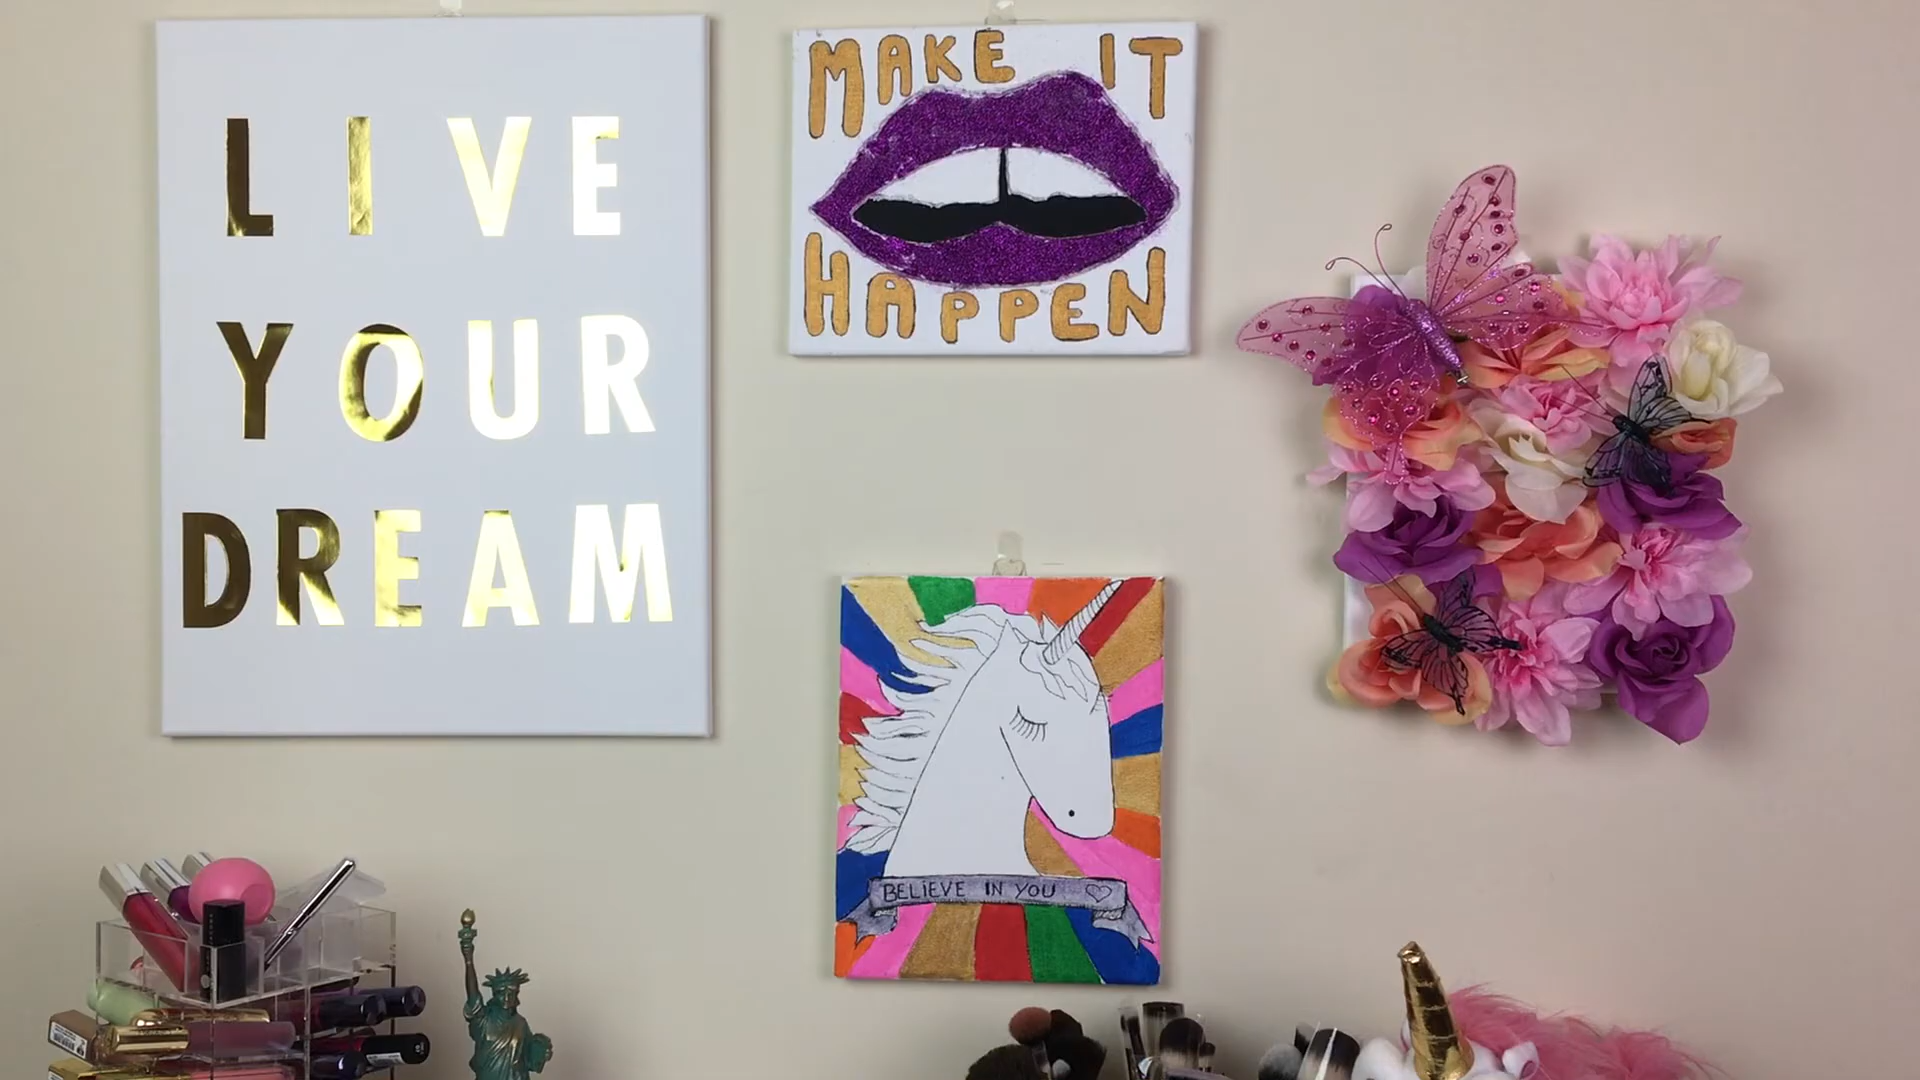 LIVE
YOUR
DREAM
MAKE IT
HAPPEN
BELIEVE IN YOU